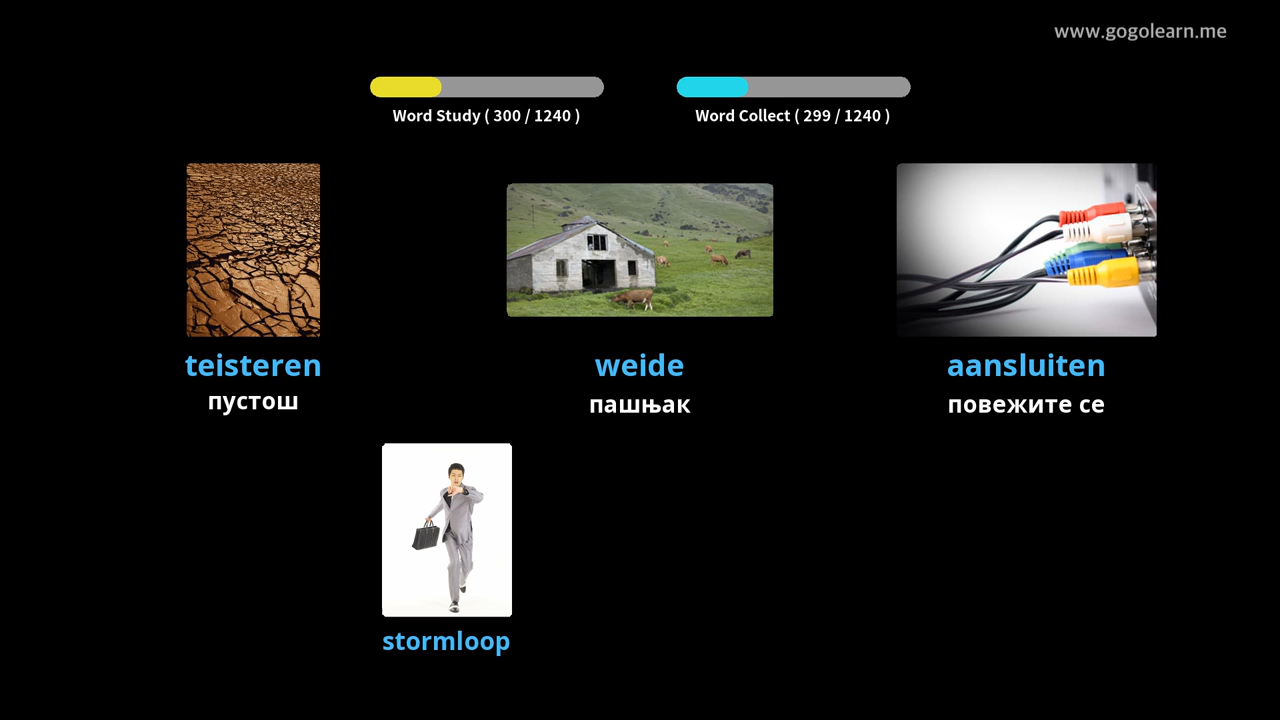 www.gogolearn.me
Word Study ( 300 / 1240 )
Word Collect ( 299 / 1240 )
teisteren
пустош
weide
пашњак
aansluiten
повежите се
stormloop